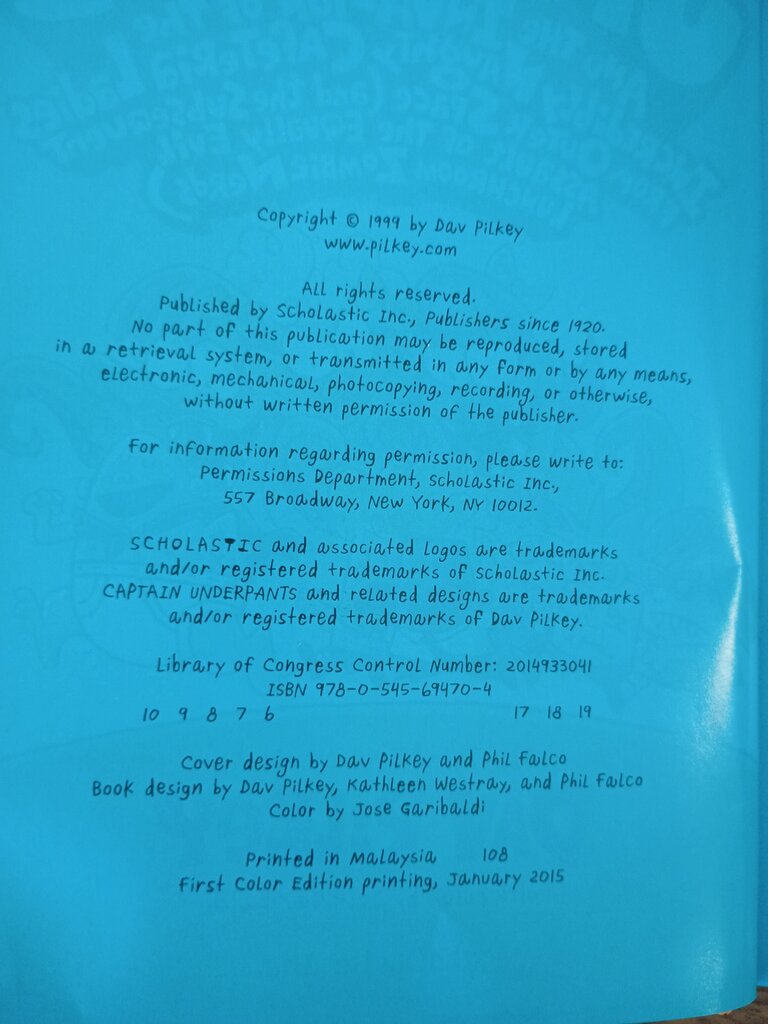 Copyright © 1999 by Dav Pilkey
www.pilkey.com
All rights reserved.
Published by Scholastic Inc., Publishers since 1920.
No part of this publication may be reproduced, stored
in a retrieval system, or transmitted in any form or by any means,
electronic, mechanical, photocopying, recording, or otherwise,
without written permission of the publisher.
For information regarding permission, please write to:
Permissions Department, Scholastic Inc.,
557 Broadway, New York, NY 10012.
SCHOLASTIC and associated logos are trademarks
and/or registered trademarks of Scholastic Inc.
CAPTAIN UNDERPANTS and related designs are trademarks
and/or registered trademarks of Dav Pilkey.
Library of Congress Control Number: 2014933041
ISBN 978-0-545-69470-4
10 9 8 7 6 17 18 19
Cover design by Dav Pilkey and Phil Falco
Book design by Dav Pilkey, Kathleen Westray, and Phil Falco
Color by Jose Garibaldi
Printed in Malaysia 108
First Color Edition printing, January 2015